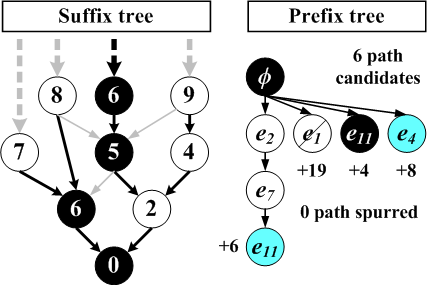 Suffix tree
Prefix tree
6 path
candidates
8
6
9
ϕ
7
5
4
e2
e1
e11
e4
+19
+4
+8
6
2
e7
0 path spurred
0
+6
e11